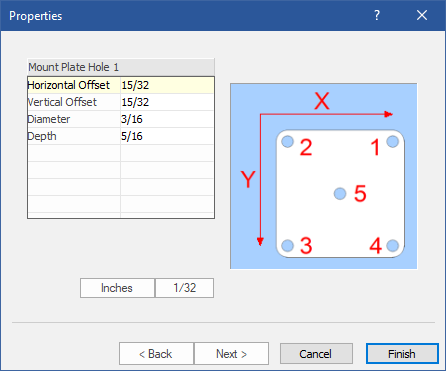 Properties ?
Mount Plate Hole 1
Horizontal Offset 15/32
Vertical Offset 15/32
Diameter 3/16
Depth 5/16
X
2 1
Y
5
3 4
Inches 1/32
< Back Next > Cancel Finish